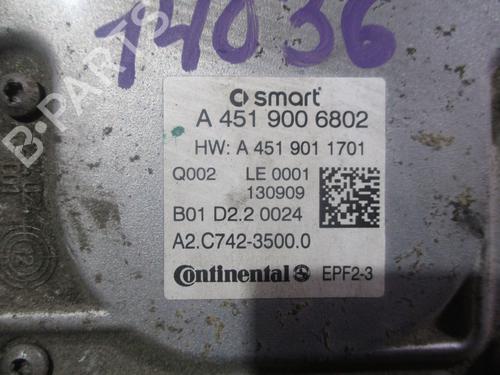 14036
smart
A 451 900 6802
HW: A 451 901 1701
Q002 LE 0001
130909
B01 D2.2 0024
A2.C742-3500.0
Continental EPF2-3